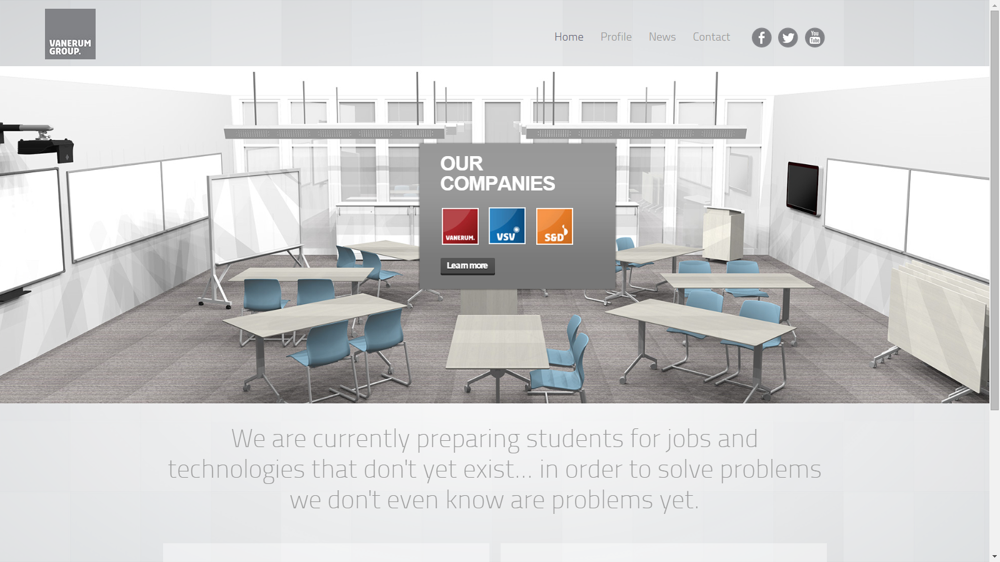 VANERUM
GROUP.
Home Profile News Contact
You
Tube
OUR
COMPANIES
VANERUM. VSV S&D
Learn more
We are currently preparing students for jobs and
technologies that don't yet exist... in order to solve problems
we don't even know are problems yet.